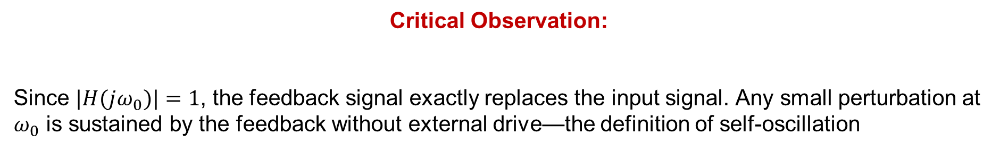 Critical Observation:
Since |H(jω₀)| = 1, the feedback signal exactly replaces the input signal. Any small perturbation at
ω₀ is sustained by the feedback without external drive—the definition of self-oscillation